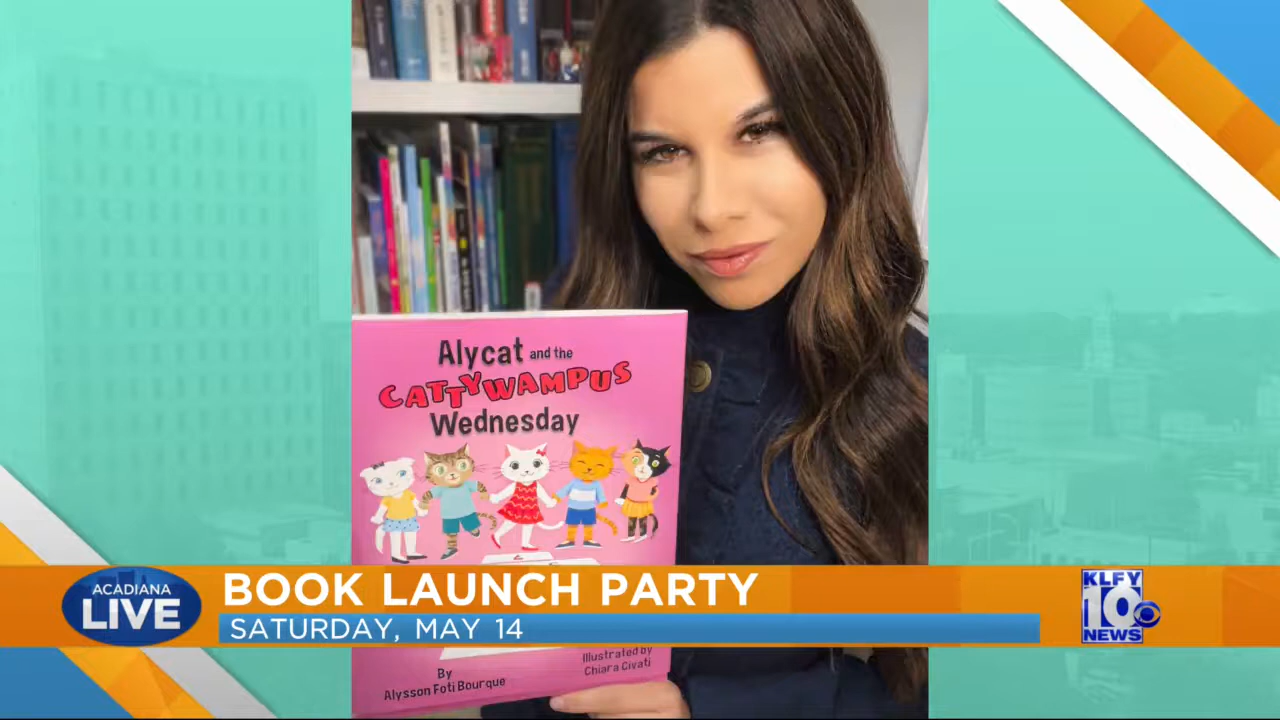 Alycat and the
CATTYWAMPUS
Wednesday
ACADIANA
LIVE
BOOK LAUNCH PARTY
SATURDAY, MAY 14
KLFY
10
NEWS
By
Alysson Foti Bourque
Illustrated by
Chiara Civati